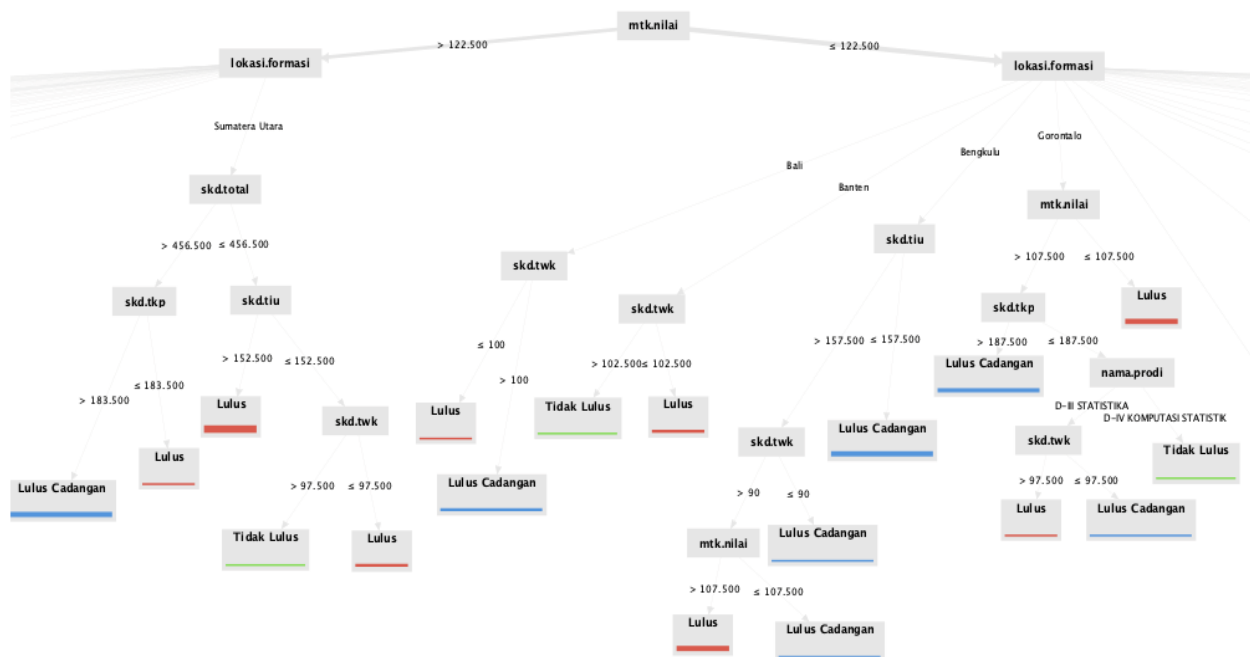 mtk.nilai
> 122.500
≤ 122.500
lokasi.formasi
lokasi.formasi
Sumatera Utara
Gorontalo
Bengkulu
Bali
Banten
skd.total
mtk.nilai
skd.tiu
> 456.500 ≤ 456.500
> 107.500 ≤ 107.500
skd.twk
skd.tkp
skd.tiu
skd.twk
skd.tkp
Lulus
> 157.500 ≤ 157.500
> 187.500 ≤ 187.500
≤ 100
> 152.500 ≤ 152.500
> 102.500 ≤ 102.500
Lulus Cadangan
nama.prodi
> 100
> 183.500 ≤ 183.500
Lulus
Lulus
Tidak Lulus
Lulus
D-III STATISTIKA
D-IV KOMPUTASI STATISTIK
skd.twk
Lulus Cadangan
skd.twk
skd.twk
Lulus
Tidak Lulus
> 97.500 ≤ 97.500
> 97.500 ≤ 97.500
Lulus Cadangan
Lulus Cadangan
> 90 ≤ 90
Lulus
Lulus Cadangan
Tidak Lulus
Lulus
mtk.nilai
Lulus Cadangan
> 107.500 ≤ 107.500
Lulus
Lulus Cadangan